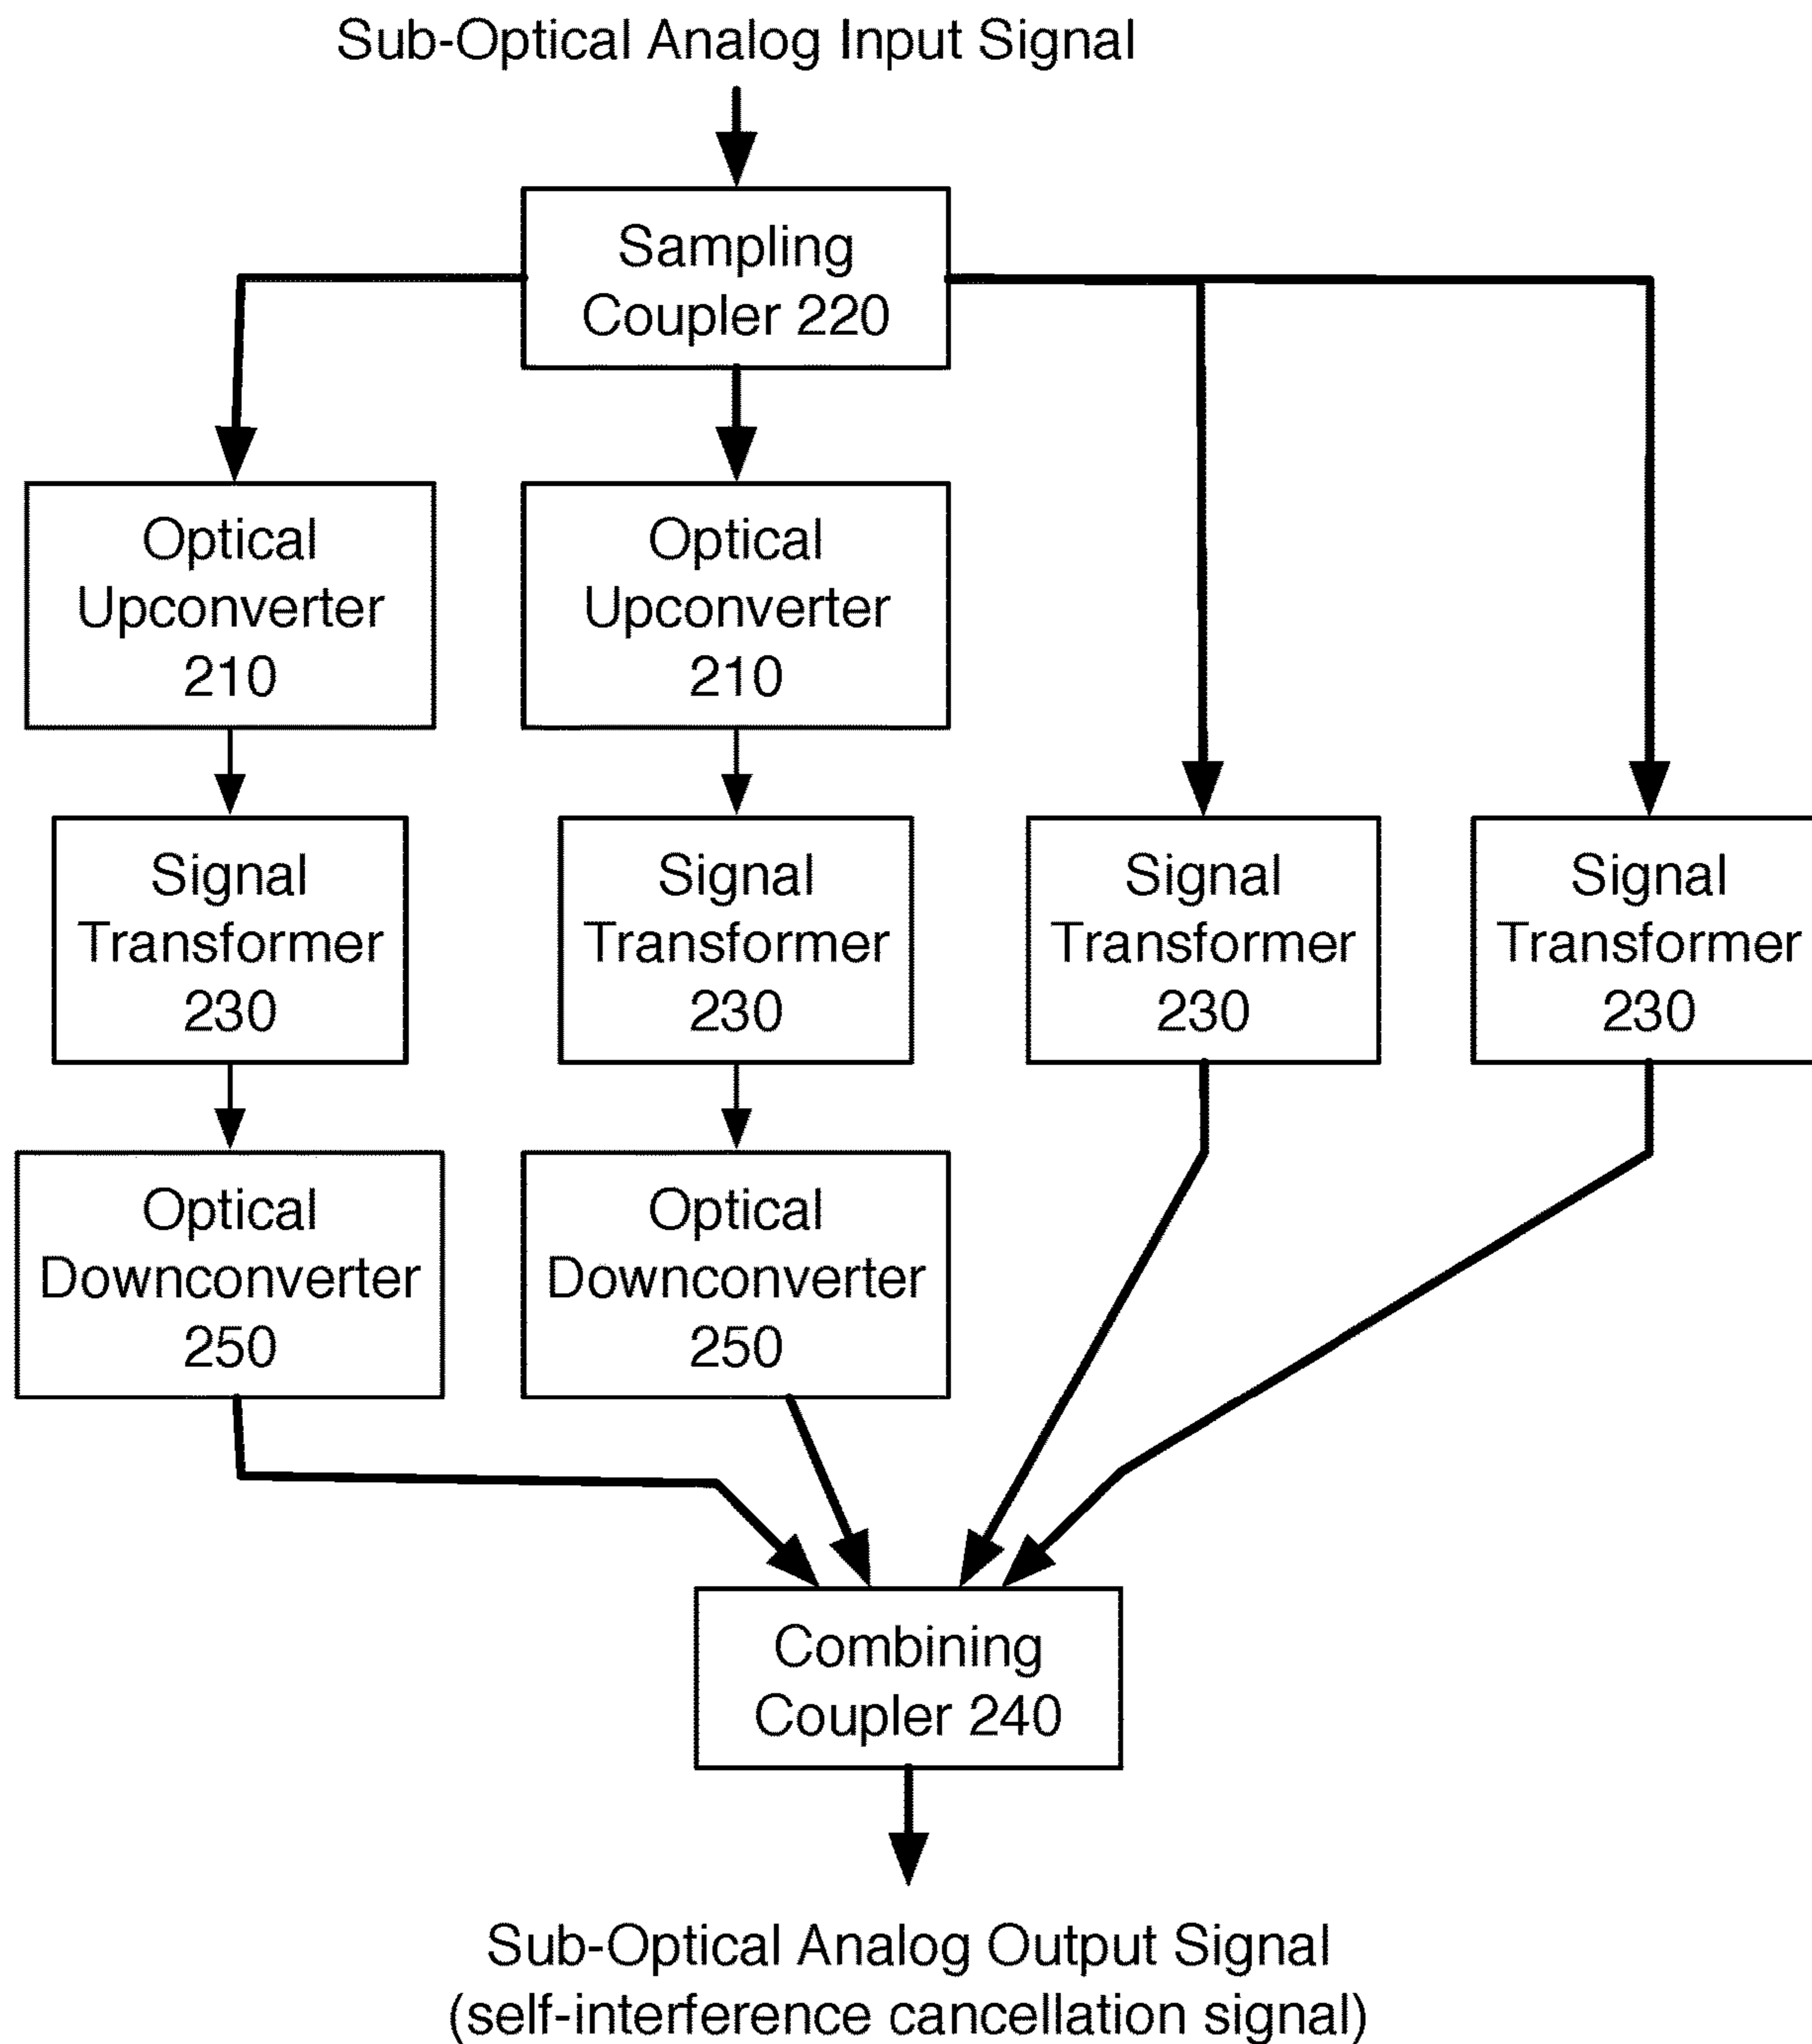 Sub-Optical Analog Input Signal
Sampling
Coupler 220
Optical
Upconverter
210
Optical
Upconverter
210
Signal
Transformer
230
Signal
Transformer
230
Signal
Transformer
230
Signal
Transformer
230
Optical
Downconverter
250
Optical
Downconverter
250
Combining
Coupler 240
Sub-Optical Analog Output Signal
(self-interference cancellation signal)